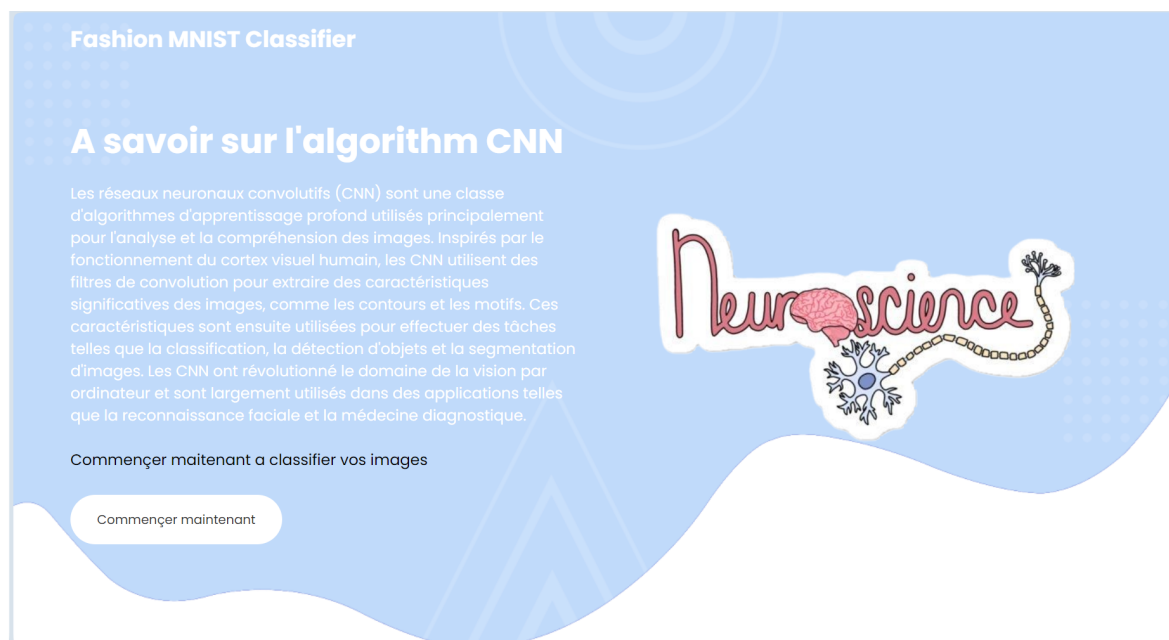 Fashion MNIST Classifier
A savoir sur l'algorithm CNN
Les réseaux neuronaux convolutifs (CNN) sont une classe
d'algorithmes d'apprentissage profond utilisés principalement
pour l'analyse et la compréhension des images. Inspirés par le
fonctionnement du cortex visuel humain, les CNN utilisent des
filtres de convolution pour extraire des caractéristiques
significatives des images, comme les contours et les motifs. Ces
caractéristiques sont ensuite utilisées pour effectuer des tâches
telles que la classification, la détection d'objets et la segmentation
d'images. Les CNN ont révolutionné le domaine de la vision par
ordinateur et sont largement utilisés dans des applications telles
que la reconnaissance faciale et la médecine diagnostique.
Commençer maitenant a classifier vos images
Commençer maintenant
Neuroscience